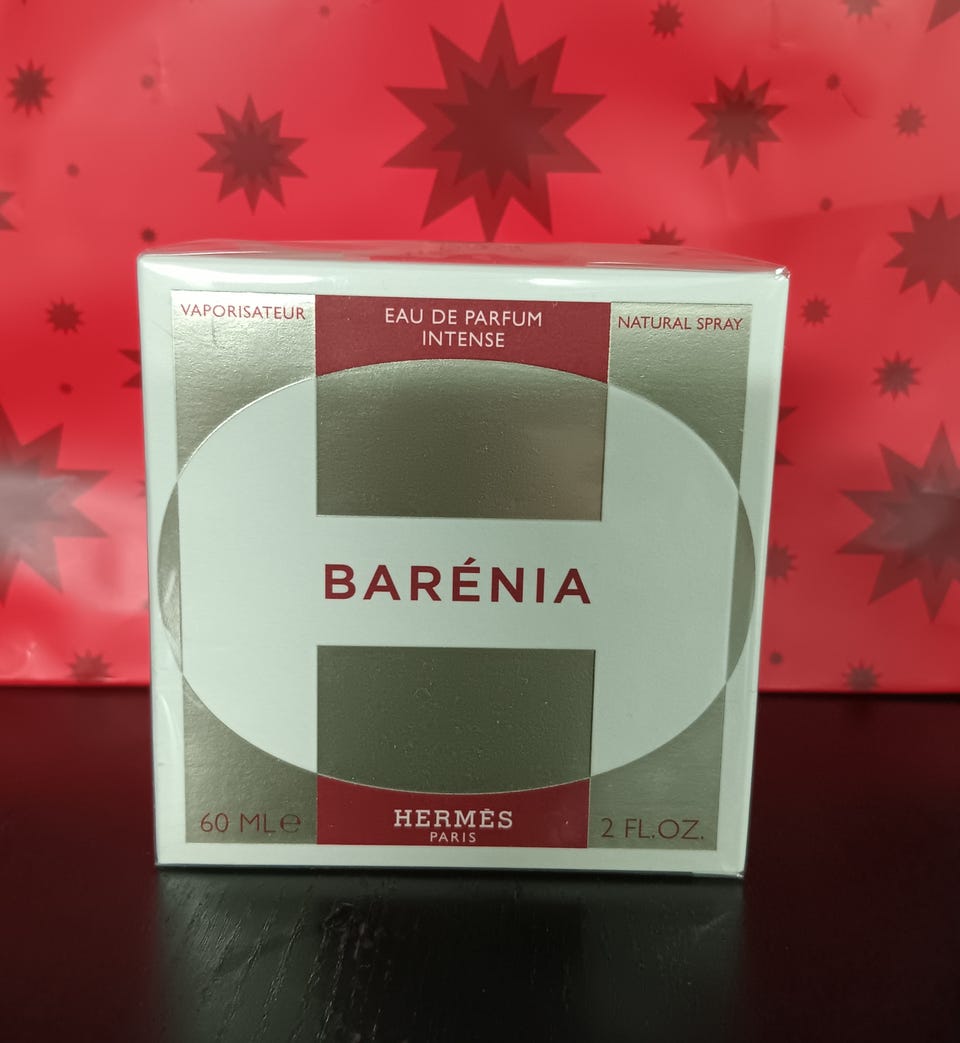 VAPORISATEUR
EAU DE PARFUM
INTENSE
NATURAL SPRAY
BARÉNIA
60 ML℮
HERMÈS
PARIS
2 FL.OZ.